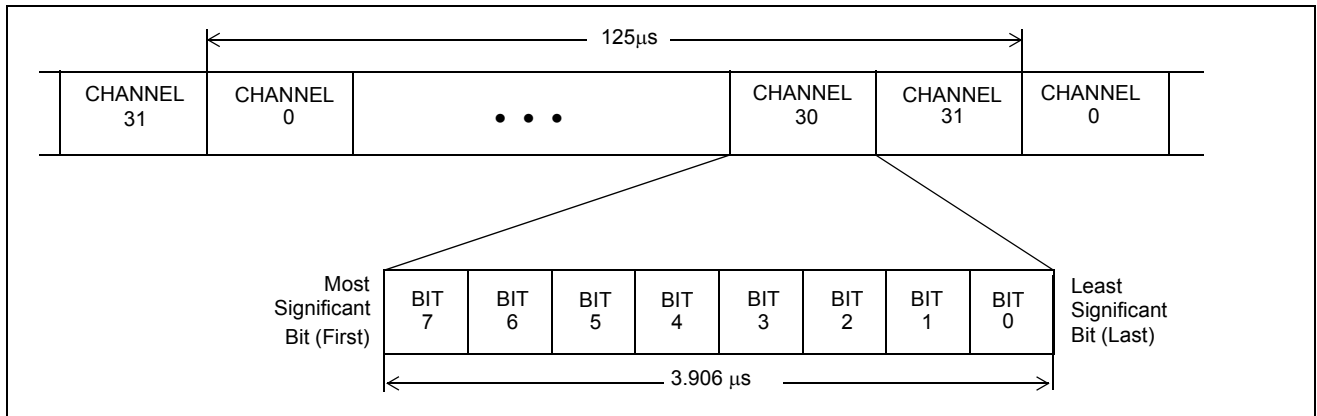 125μs
CHANNEL
31
CHANNEL
0
• • •
CHANNEL
30
CHANNEL
31
CHANNEL
0
Most
Significant
Bit (First)
BIT
7
BIT
6
BIT
5
BIT
4
BIT
3
BIT
2
BIT
1
BIT
0
Least
Significant
Bit (Last)
3.906 μs